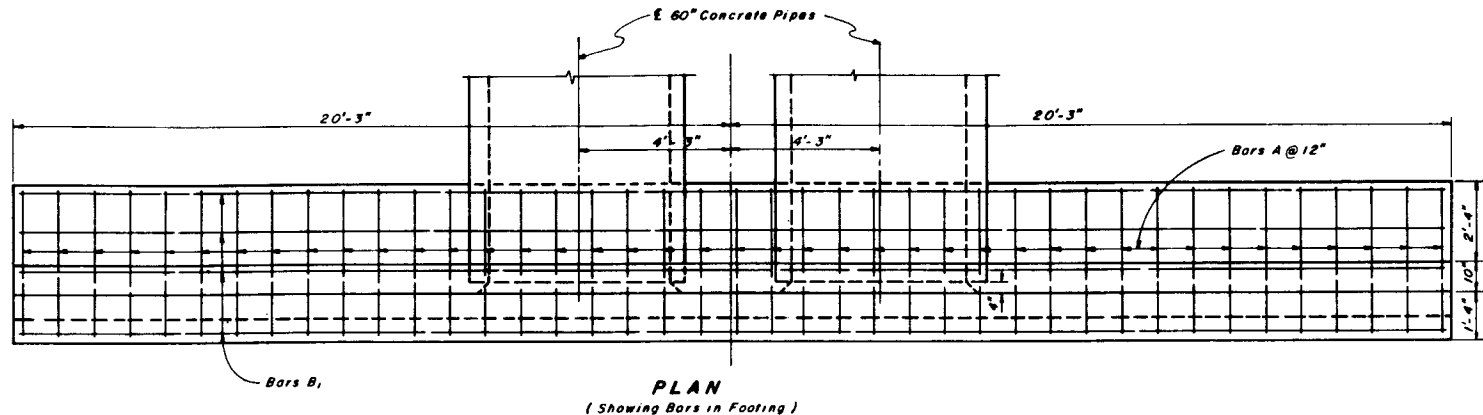 ℄ 60" Concrete Pipes
20'-3"
20'-3"
4'-3"
4'-3"
Bars A @ 12"
2'-4"
10"
1'-4"
4"
Bars B₁
PLAN
( Showing Bars in Footing )